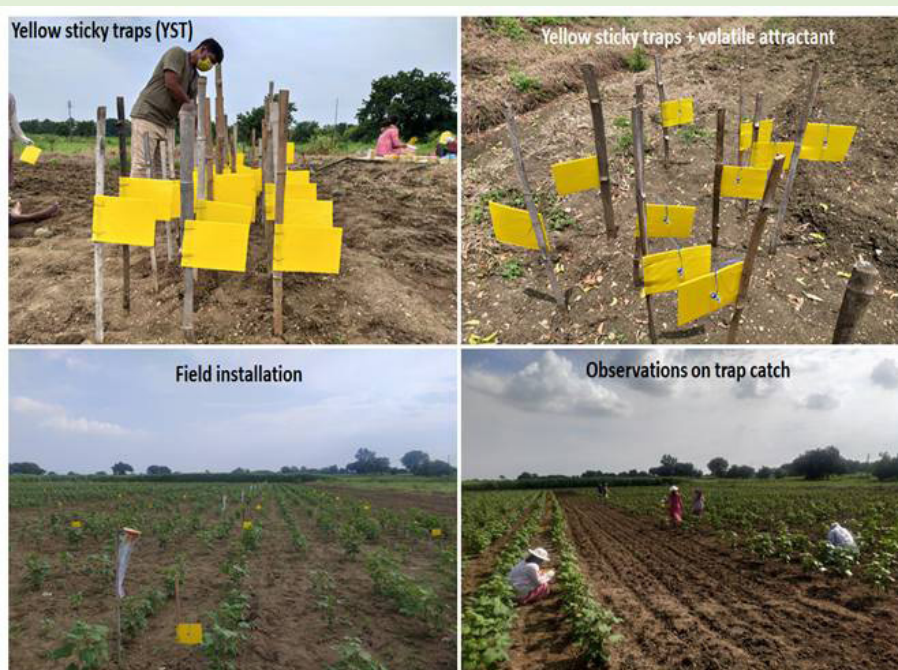 Yellow sticky traps (YST)
Yellow sticky traps + volatile attractant
Field installation
Observations on trap catch